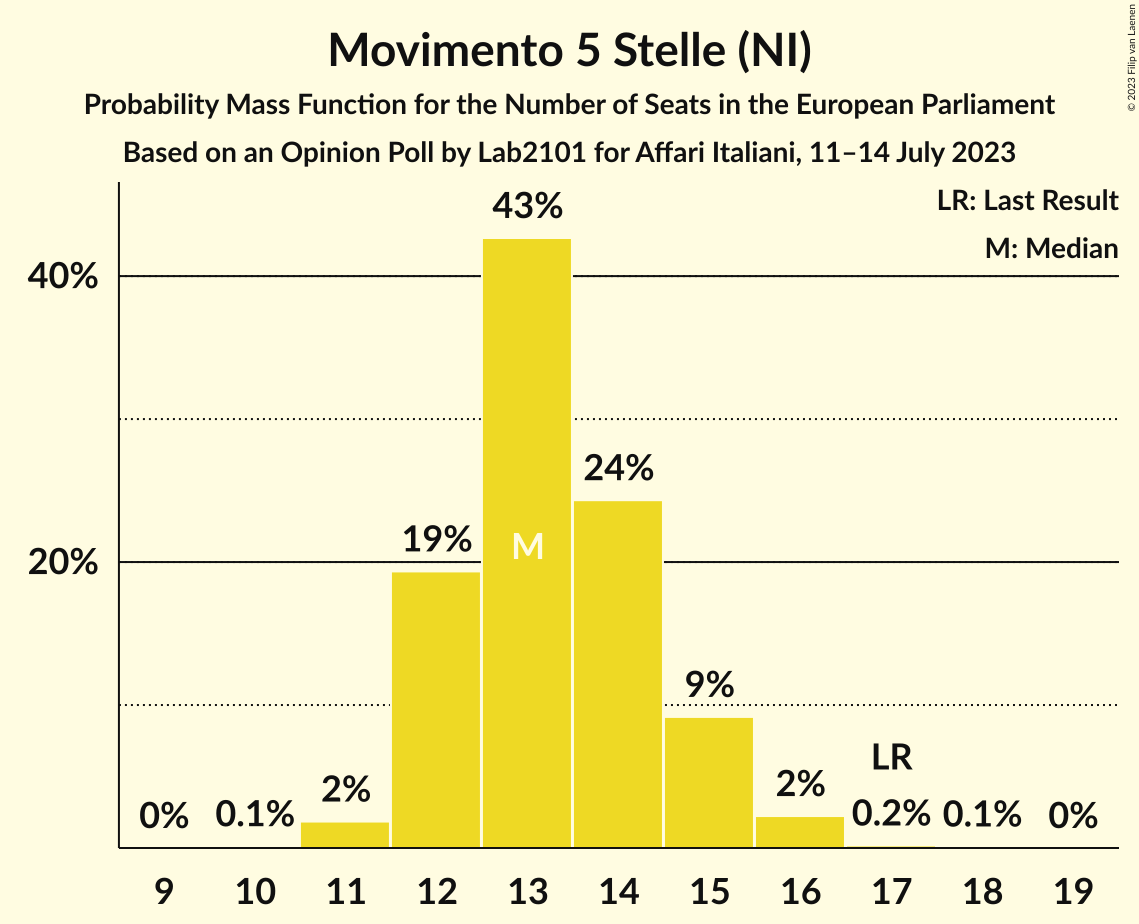 Movimento 5 Stelle (NI)
Probability Mass Function for the Number of Seats in the European Parliament
Based on an Opinion Poll by Lab2101 for Affari Italiani, 11–14 July 2023
© 2023 Filip van Laenen
LR: Last Result
M: Median
40%
20%
0%
0.1%
2%
19%
43%
M
24%
9%
2%
LR
0.2%
0.1%
0%
9 10 11 12 13 14 15 16 17 18 19